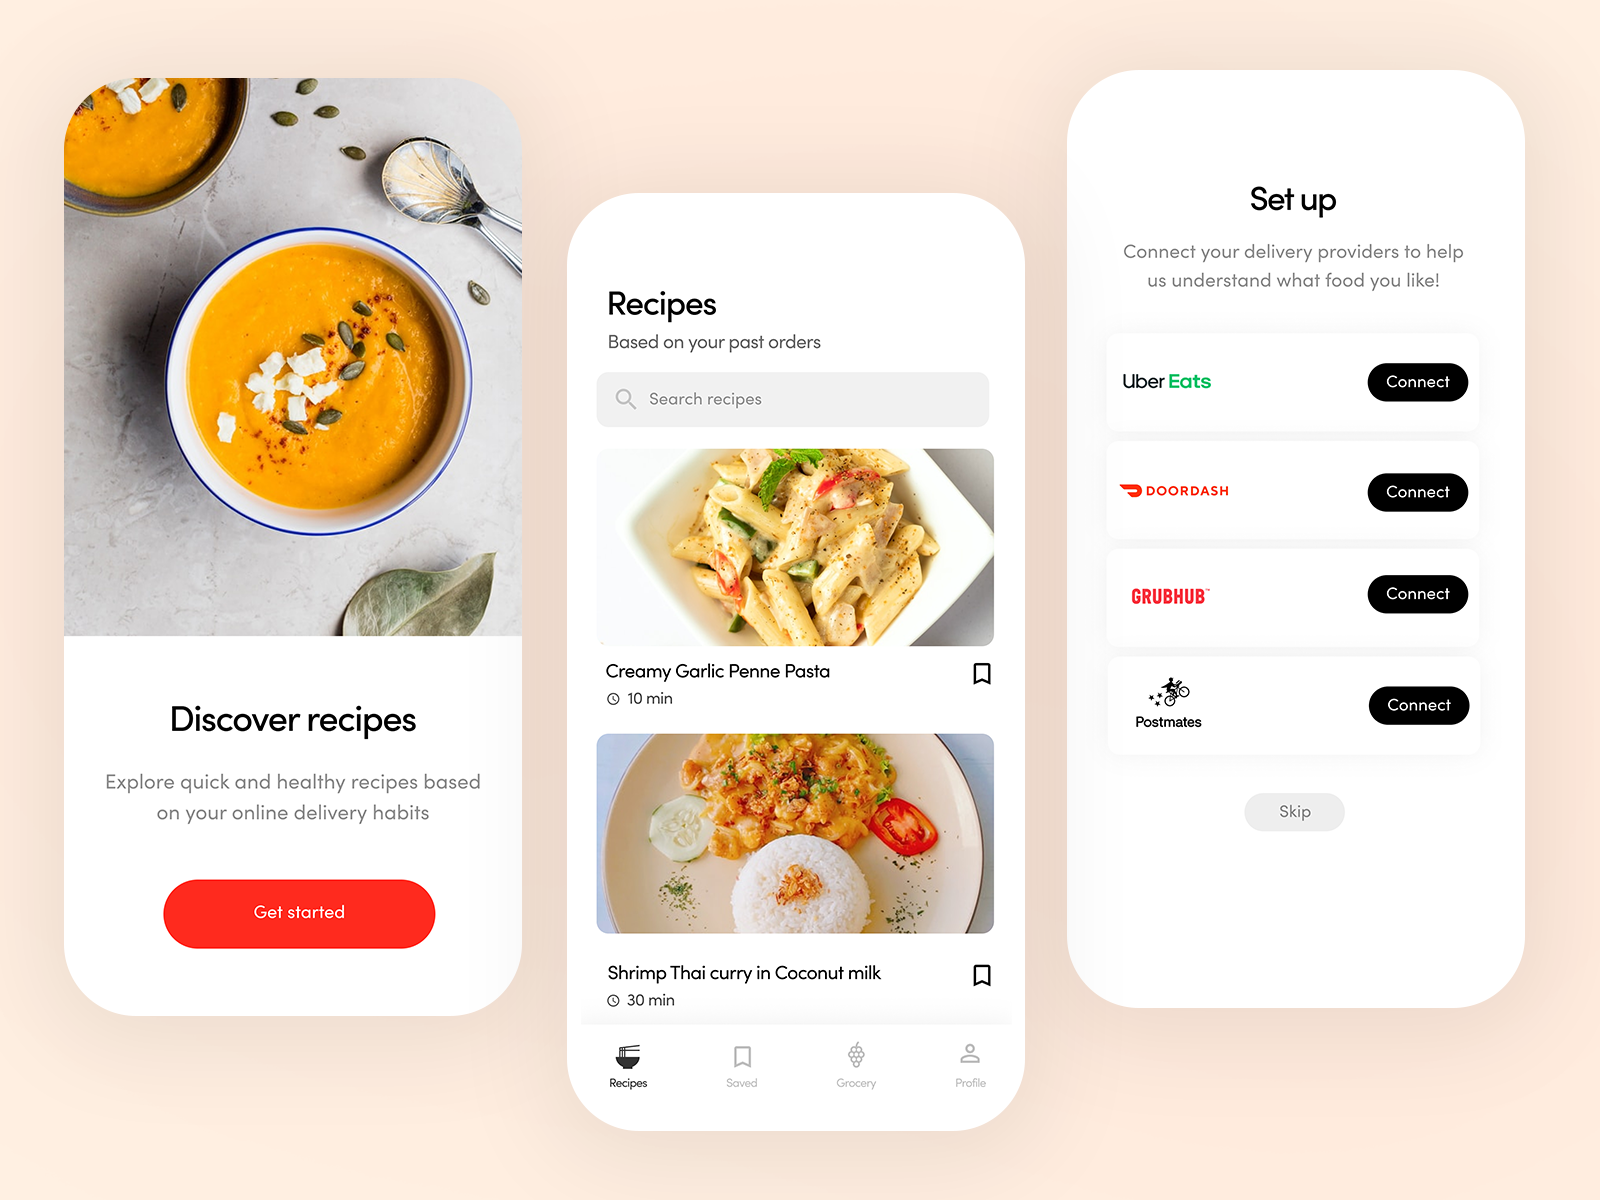 Discover recipes
Explore quick and healthy recipes based
on your online delivery habits
Get started
Recipes
Based on your past orders
Search recipes
Creamy Garlic Penne Pasta
10 min
Shrimp Thai curry in Coconut milk
30 min
Recipes
Saved
Grocery
Profile
Set up
Connect your delivery providers to help
us understand what food you like!
Uber Eats
Connect
DOORDASH
Connect
GRUBHUB™
Connect
Postmates
Connect
Skip